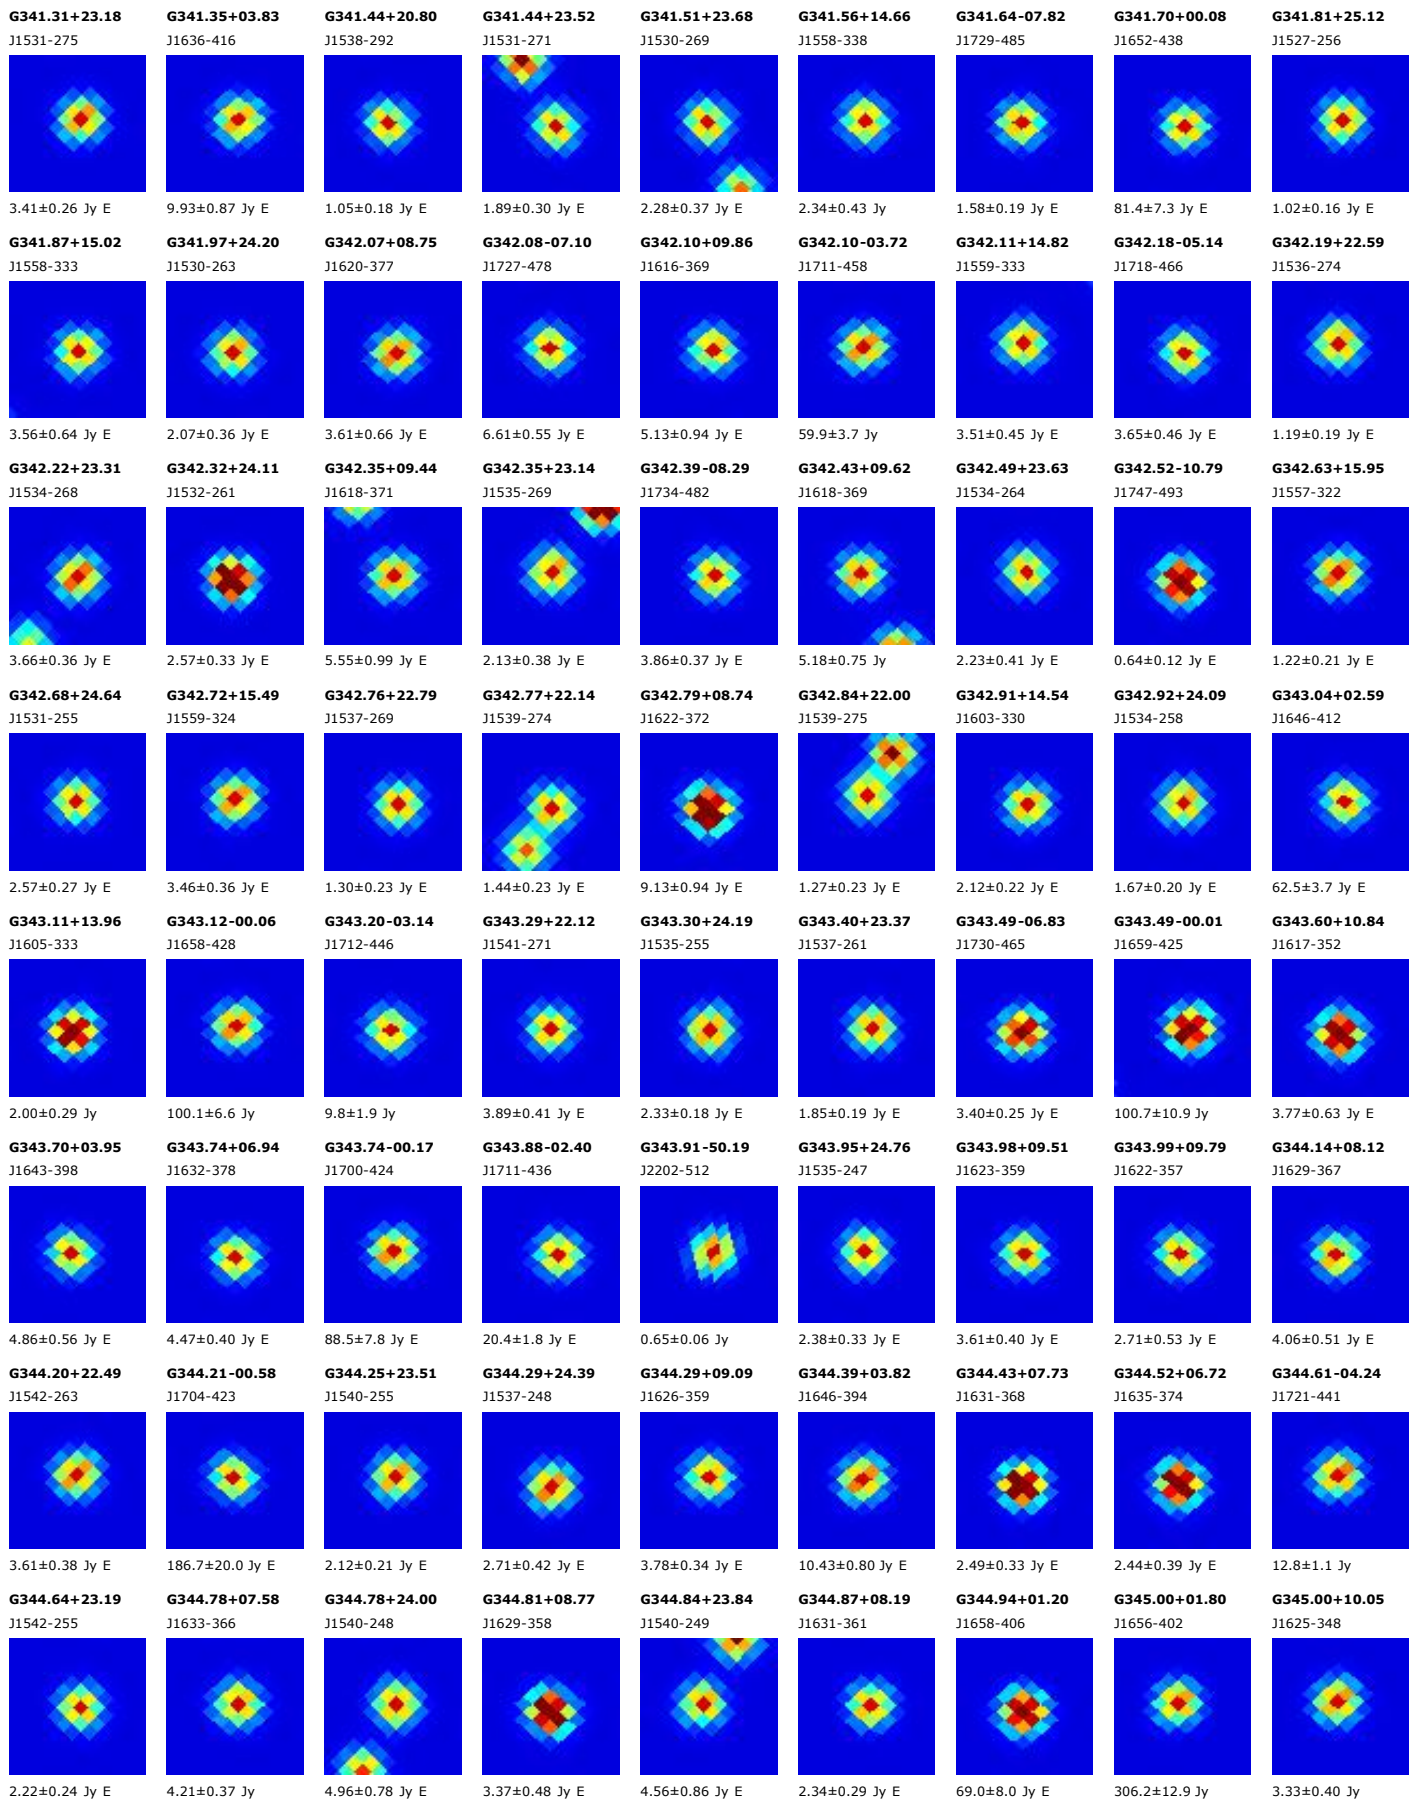 G341.31+23.18 G341.35+03.83 G341.44+20.80 G341.44+23.52 G341.51+23.68 G341.56+14.66 G341.64-07.82 G341.70+00.08 G341.81+25.12
J1531-275 J1636-416 J1538-292 J1531-271 J1530-269 J1558-338 J1729-485 J1652-438 J1527-256
3.41±0.26 Jy E 9.93±0.87 Jy E 1.05±0.18 Jy E 1.89±0.30 Jy E 2.28±0.37 Jy E 2.34±0.43 Jy 1.58±0.19 Jy E 81.4±7.3 Jy E 1.02±0.16 Jy E
G341.87+15.02 G341.97+24.20 G342.07+08.75 G342.08-07.10 G342.10+09.86 G342.10-03.72 G342.11+14.82 G342.18-05.14 G342.19+22.59
J1558-333 J1530-263 J1620-377 J1727-478 J1616-369 J1711-458 J1559-333 J1718-466 J1536-274
3.56±0.64 Jy E 2.07±0.36 Jy E 3.61±0.66 Jy E 6.61±0.55 Jy E 5.13±0.94 Jy E 59.9±3.7 Jy 3.51±0.45 Jy E 3.65±0.46 Jy E 1.19±0.19 Jy E
G342.22+23.31 G342.32+24.11 G342.35+09.44 G342.35+23.14 G342.39-08.29 G342.43+09.62 G342.49+23.63 G342.52-10.79 G342.63+15.95
J1534-268 J1532-261 J1618-371 J1535-269 J1734-482 J1618-369 J1534-264 J1747-493 J1557-322
3.66±0.36 Jy E 2.57±0.33 Jy E 5.55±0.99 Jy E 2.13±0.38 Jy E 3.86±0.37 Jy E 5.18±0.75 Jy 2.23±0.41 Jy E 0.64±0.12 Jy E 1.22±0.21 Jy E
G342.68+24.64 G342.72+15.49 G342.76+22.79 G342.77+22.14 G342.79+08.74 G342.84+22.00 G342.91+14.54 G342.92+24.09 G343.04+02.59
J1531-255 J1559-324 J1537-269 J1539-274 J1622-372 J1539-275 J1603-330 J1534-258 J1646-412
2.57±0.27 Jy E 3.46±0.36 Jy E 1.30±0.23 Jy E 1.44±0.23 Jy E 9.13±0.94 Jy E 1.27±0.23 Jy E 2.12±0.22 Jy E 1.67±0.20 Jy E 62.5±3.7 Jy E
G343.11+13.96 G343.12-00.06 G343.20-03.14 G343.29+22.12 G343.30+24.19 G343.40+23.37 G343.49-06.83 G343.49-00.01 G343.60+10.84
J1605-333 J1658-428 J1712-446 J1541-271 J1535-255 J1537-261 J1730-465 J1659-425 J1617-352
2.00±0.29 Jy 100.1±6.6 Jy 9.8±1.9 Jy 3.89±0.41 Jy E 2.33±0.18 Jy E 1.85±0.19 Jy E 3.40±0.25 Jy E 100.7±10.9 Jy 3.77±0.63 Jy E
G343.70+03.95 G343.74+06.94 G343.74-00.17 G343.88-02.40 G343.91-50.19 G343.95+24.76 G343.98+09.51 G343.99+09.79 G344.14+08.12
J1643-398 J1632-378 J1700-424 J1711-436 J2202-512 J1535-247 J1623-359 J1622-357 J1629-367
4.86±0.56 Jy E 4.47±0.40 Jy E 88.5±7.8 Jy E 20.4±1.8 Jy E 0.65±0.06 Jy 2.38±0.33 Jy E 3.61±0.40 Jy E 2.71±0.53 Jy E 4.06±0.51 Jy E
G344.20+22.49 G344.21-00.58 G344.25+23.51 G344.29+24.39 G344.29+09.09 G344.39+03.82 G344.43+07.73 G344.52+06.72 G344.61-04.24
J1542-263 J1704-423 J1540-255 J1537-248 J1626-359 J1646-394 J1631-368 J1635-374 J1721-441
3.61±0.38 Jy E 186.7±20.0 Jy E 2.12±0.21 Jy E 2.71±0.42 Jy E 3.78±0.34 Jy E 10.43±0.80 Jy E 2.49±0.33 Jy E 2.44±0.39 Jy E 12.8±1.1 Jy
G344.64+23.19 G344.78+07.58 G344.78+24.00 G344.81+08.77 G344.84+23.84 G344.87+08.19 G344.94+01.20 G345.00+01.80 G345.00+10.05
J1542-255 J1633-366 J1540-248 J1629-358 J1540-249 J1631-361 J1658-406 J1656-402 J1625-348
2.22±0.24 Jy E 4.21±0.37 Jy 4.96±0.78 Jy E 3.37±0.48 Jy E 4.56±0.86 Jy E 2.34±0.29 Jy E 69.0±8.0 Jy E 306.2±12.9 Jy 3.33±0.40 Jy